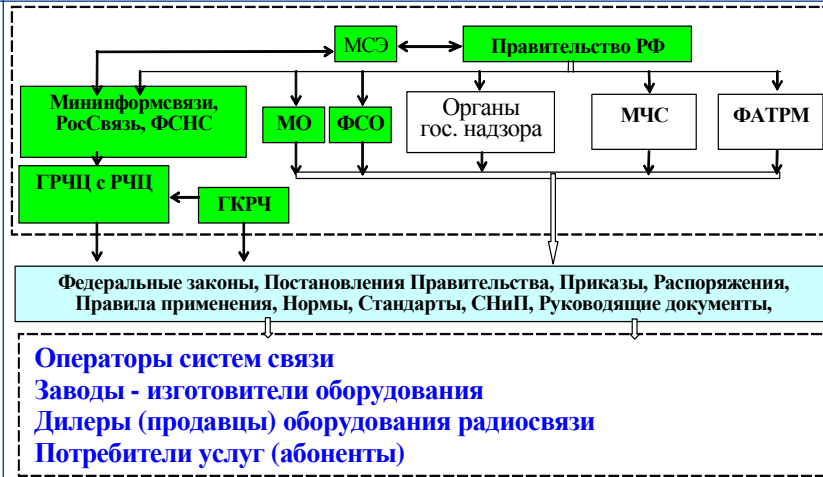 МСЭ
Правительство РФ
Мининформсвязи,
РосСвязь, ФСНС
МО
ФСО
Органы
гос. надзора
МЧС
ФАТРМ
ГРЧЦ с РЧЦ
ГКРЧ
Федеральные законы, Постановления Правительства, Приказы, Распоряжения,
Правила применения, Нормы, Стандарты, СНиП, Руководящие документы,
Операторы систем связи
Заводы - изготовители оборудования
Дилеры (продавцы) оборудования радиосвязи
Потребители услуг (абоненты)